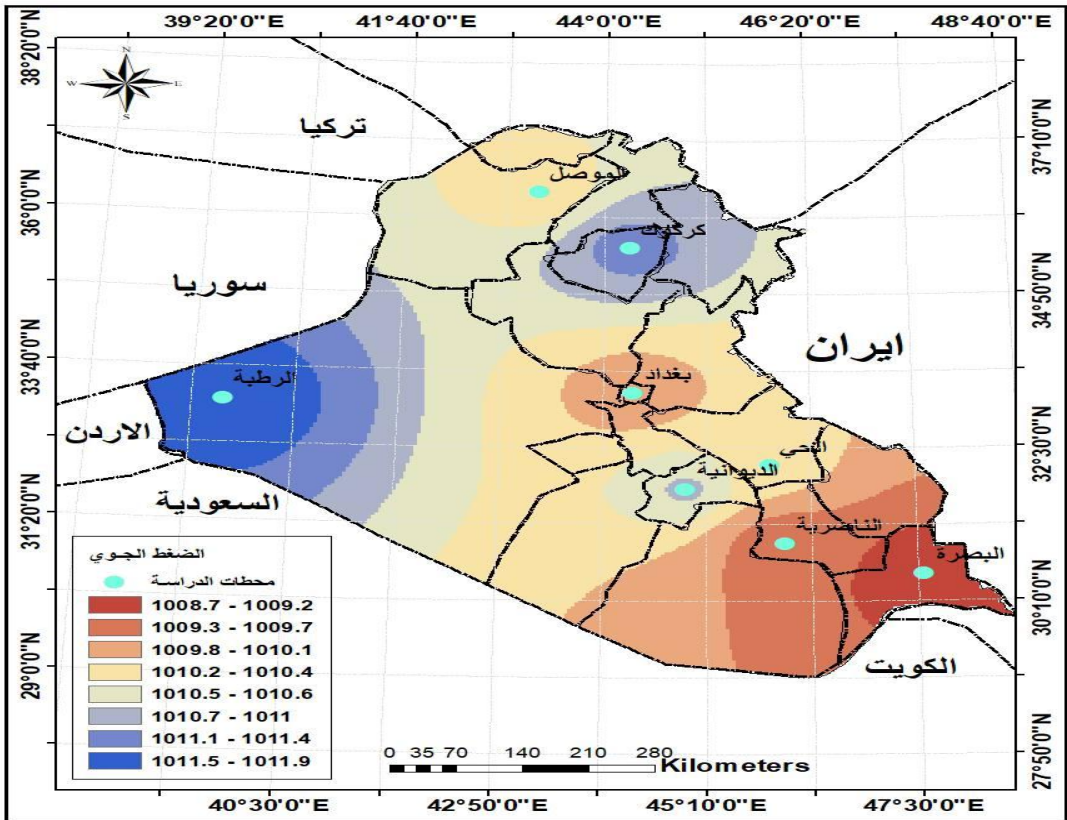 39°20'0"E 41°40'0"E 44°0'0"E 46°20'0"E 48°40'0"E
38°20'0"N
36°0'0"N
33°40'0"N
31°20'0"N
29°0'0"N
37°10'0"N
34°50'0"N
32°30'0"N
30°10'0"N
27°50'0"N
N
W E
S
تركيا
الموصل
كركوك
سوريا
ايران
بغداد
الرطبة
الاردن
الحي
الديوانية
السعودية
الناصرية
البصرة
الكويت
الضغط الجوي
محطات الدراسة
1008.7 - 1009.2
1009.3 - 1009.7
1009.8 - 1010.1
1010.2 - 1010.4
1010.5 - 1010.6
1010.7 - 1011
1011.1 - 1011.4
1011.5 - 1011.9
0 35 70 140 210 280
Kilometers
40°30'0"E 42°50'0"E 45°10'0"E 47°30'0"E